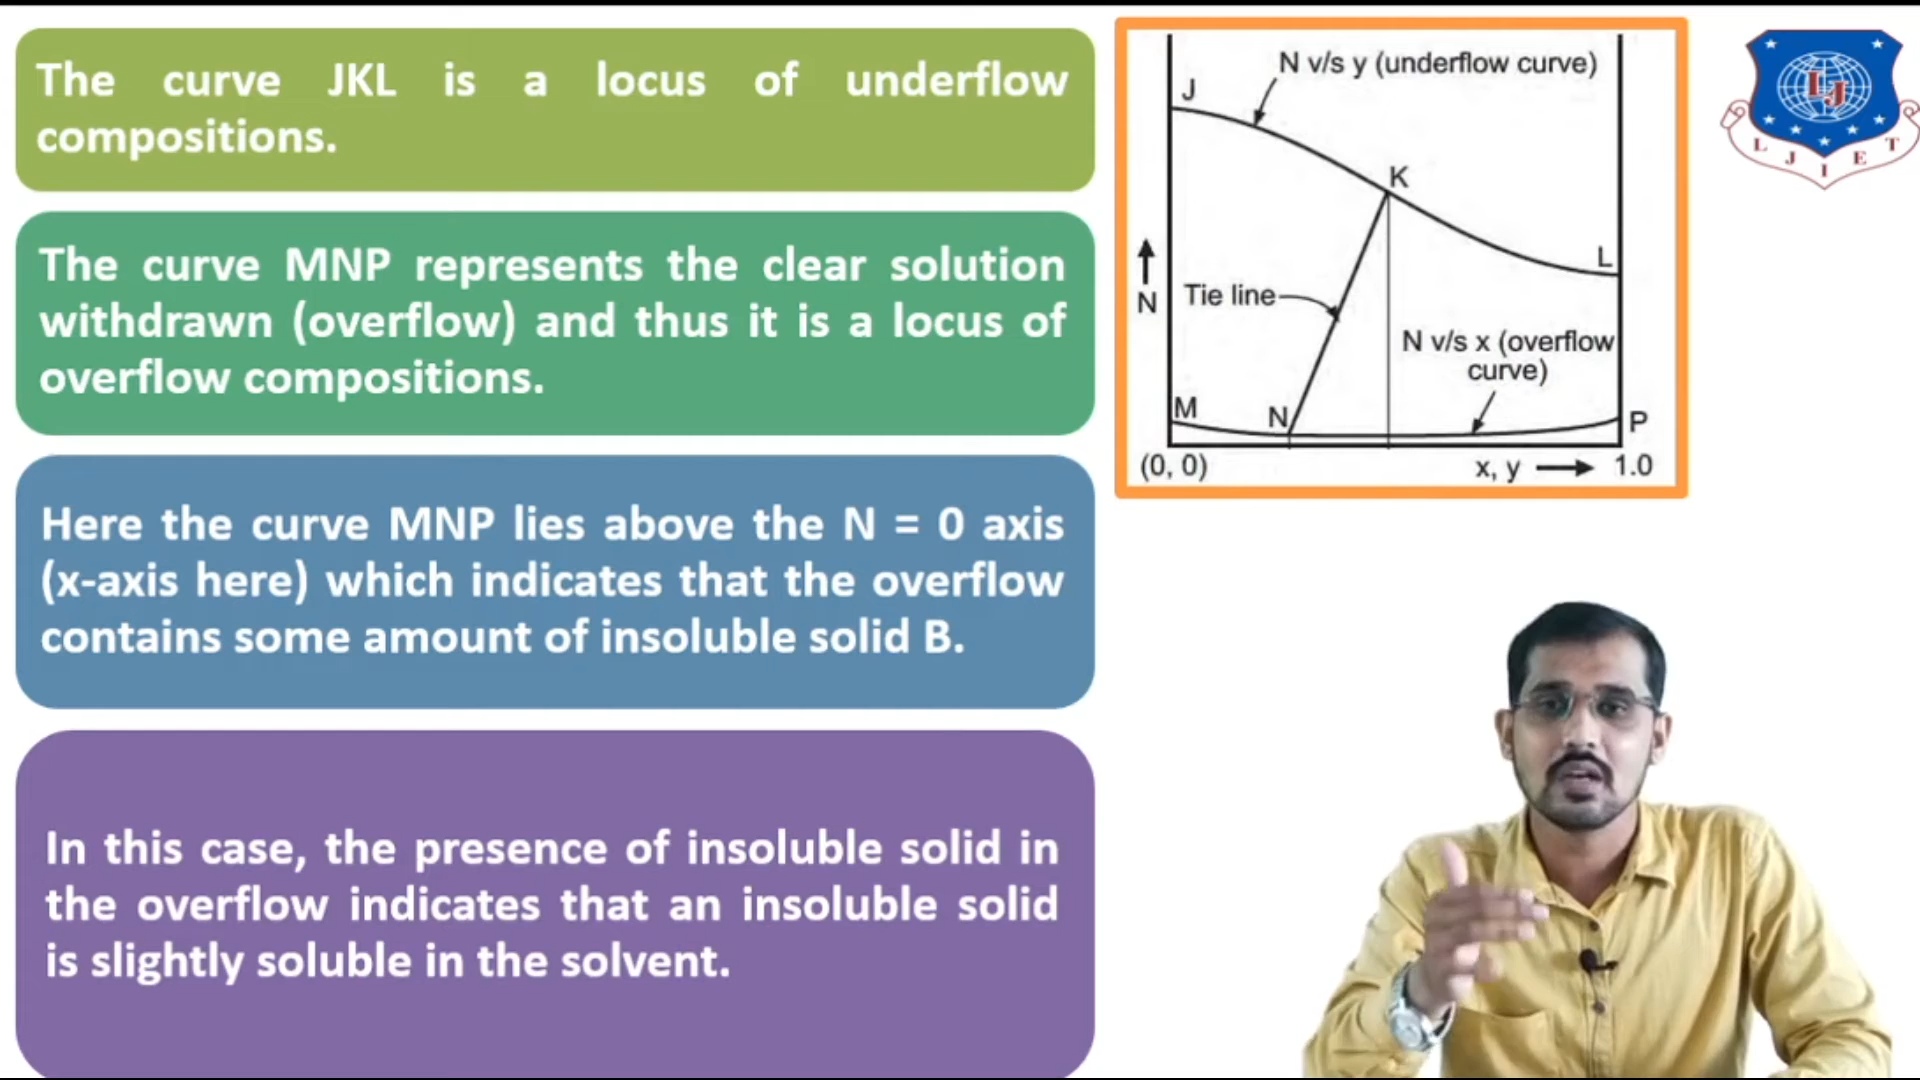 The curve JKL is a locus of underflow
compositions.
The curve MNP represents the clear solution
withdrawn (overflow) and thus it is a locus of
overflow compositions.
Here the curve MNP lies above the N = 0 axis
(x-axis here) which indicates that the overflow
contains some amount of insoluble solid B.
In this case, the presence of insoluble solid in
the overflow indicates that an insoluble solid
is slightly soluble in the solvent.
N v/s y (underflow curve)
J
K
L
N
Tie line
N v/s x (overflow
curve)
M
N
P
(0, 0)
x, y
1.0
LJ
L J I E T